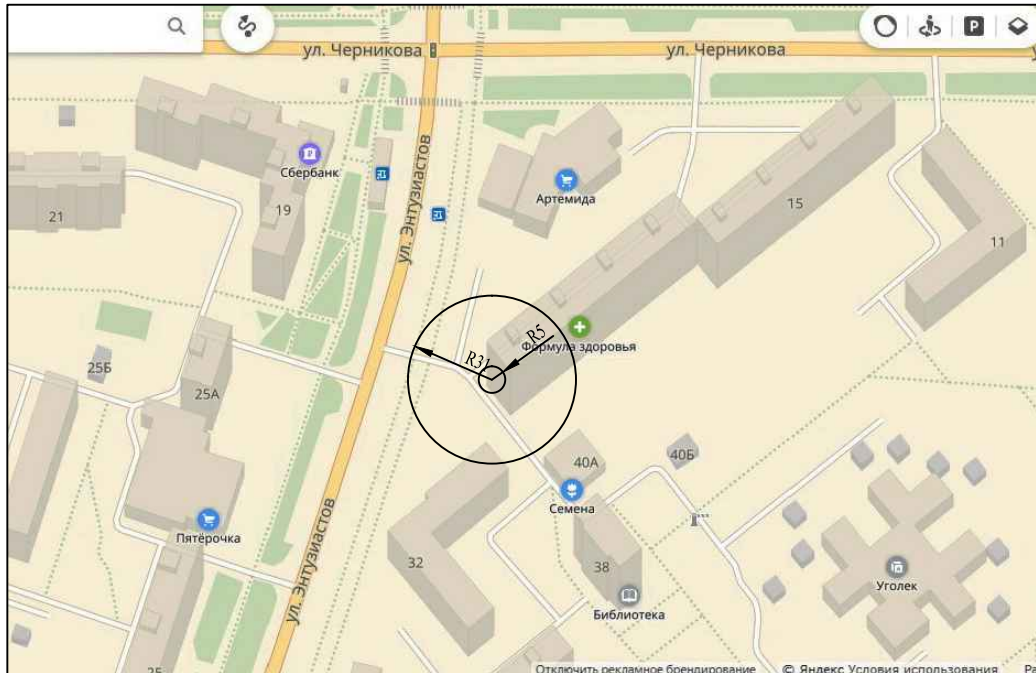 ул. Черникова
ул. Черникова
P
Сбербанк
21
19
ул. Энтузиастов
Артемида
15
11
R5
Формула здоровья
R31
25Б
25А
40А
40Б
Семена
ул. Энтузиастов
Пятёрочка
32
38
Уголек
Библиотека
25
Отключить рекламное брендирование
© Яндекс Условия использования